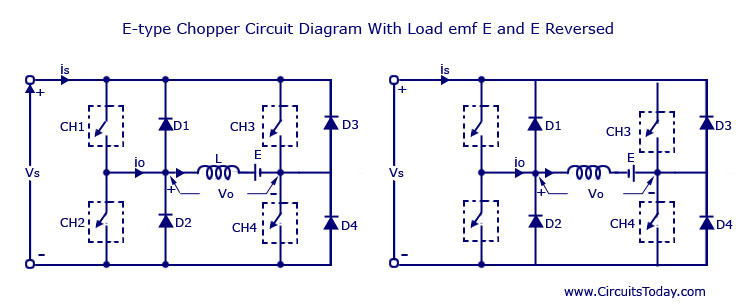 E-type Chopper Circuit Diagram With Load emf E and E Reversed
is
+
CH1
D1
CH3
D3
io
L
E
+
Vo
-
Vs
CH2
D2
CH4
D4
-
is
+
D1
CH3
D3
io
E
+
Vo
-
Vs
D2
CH4
D4
-
www.CircuitsToday.com